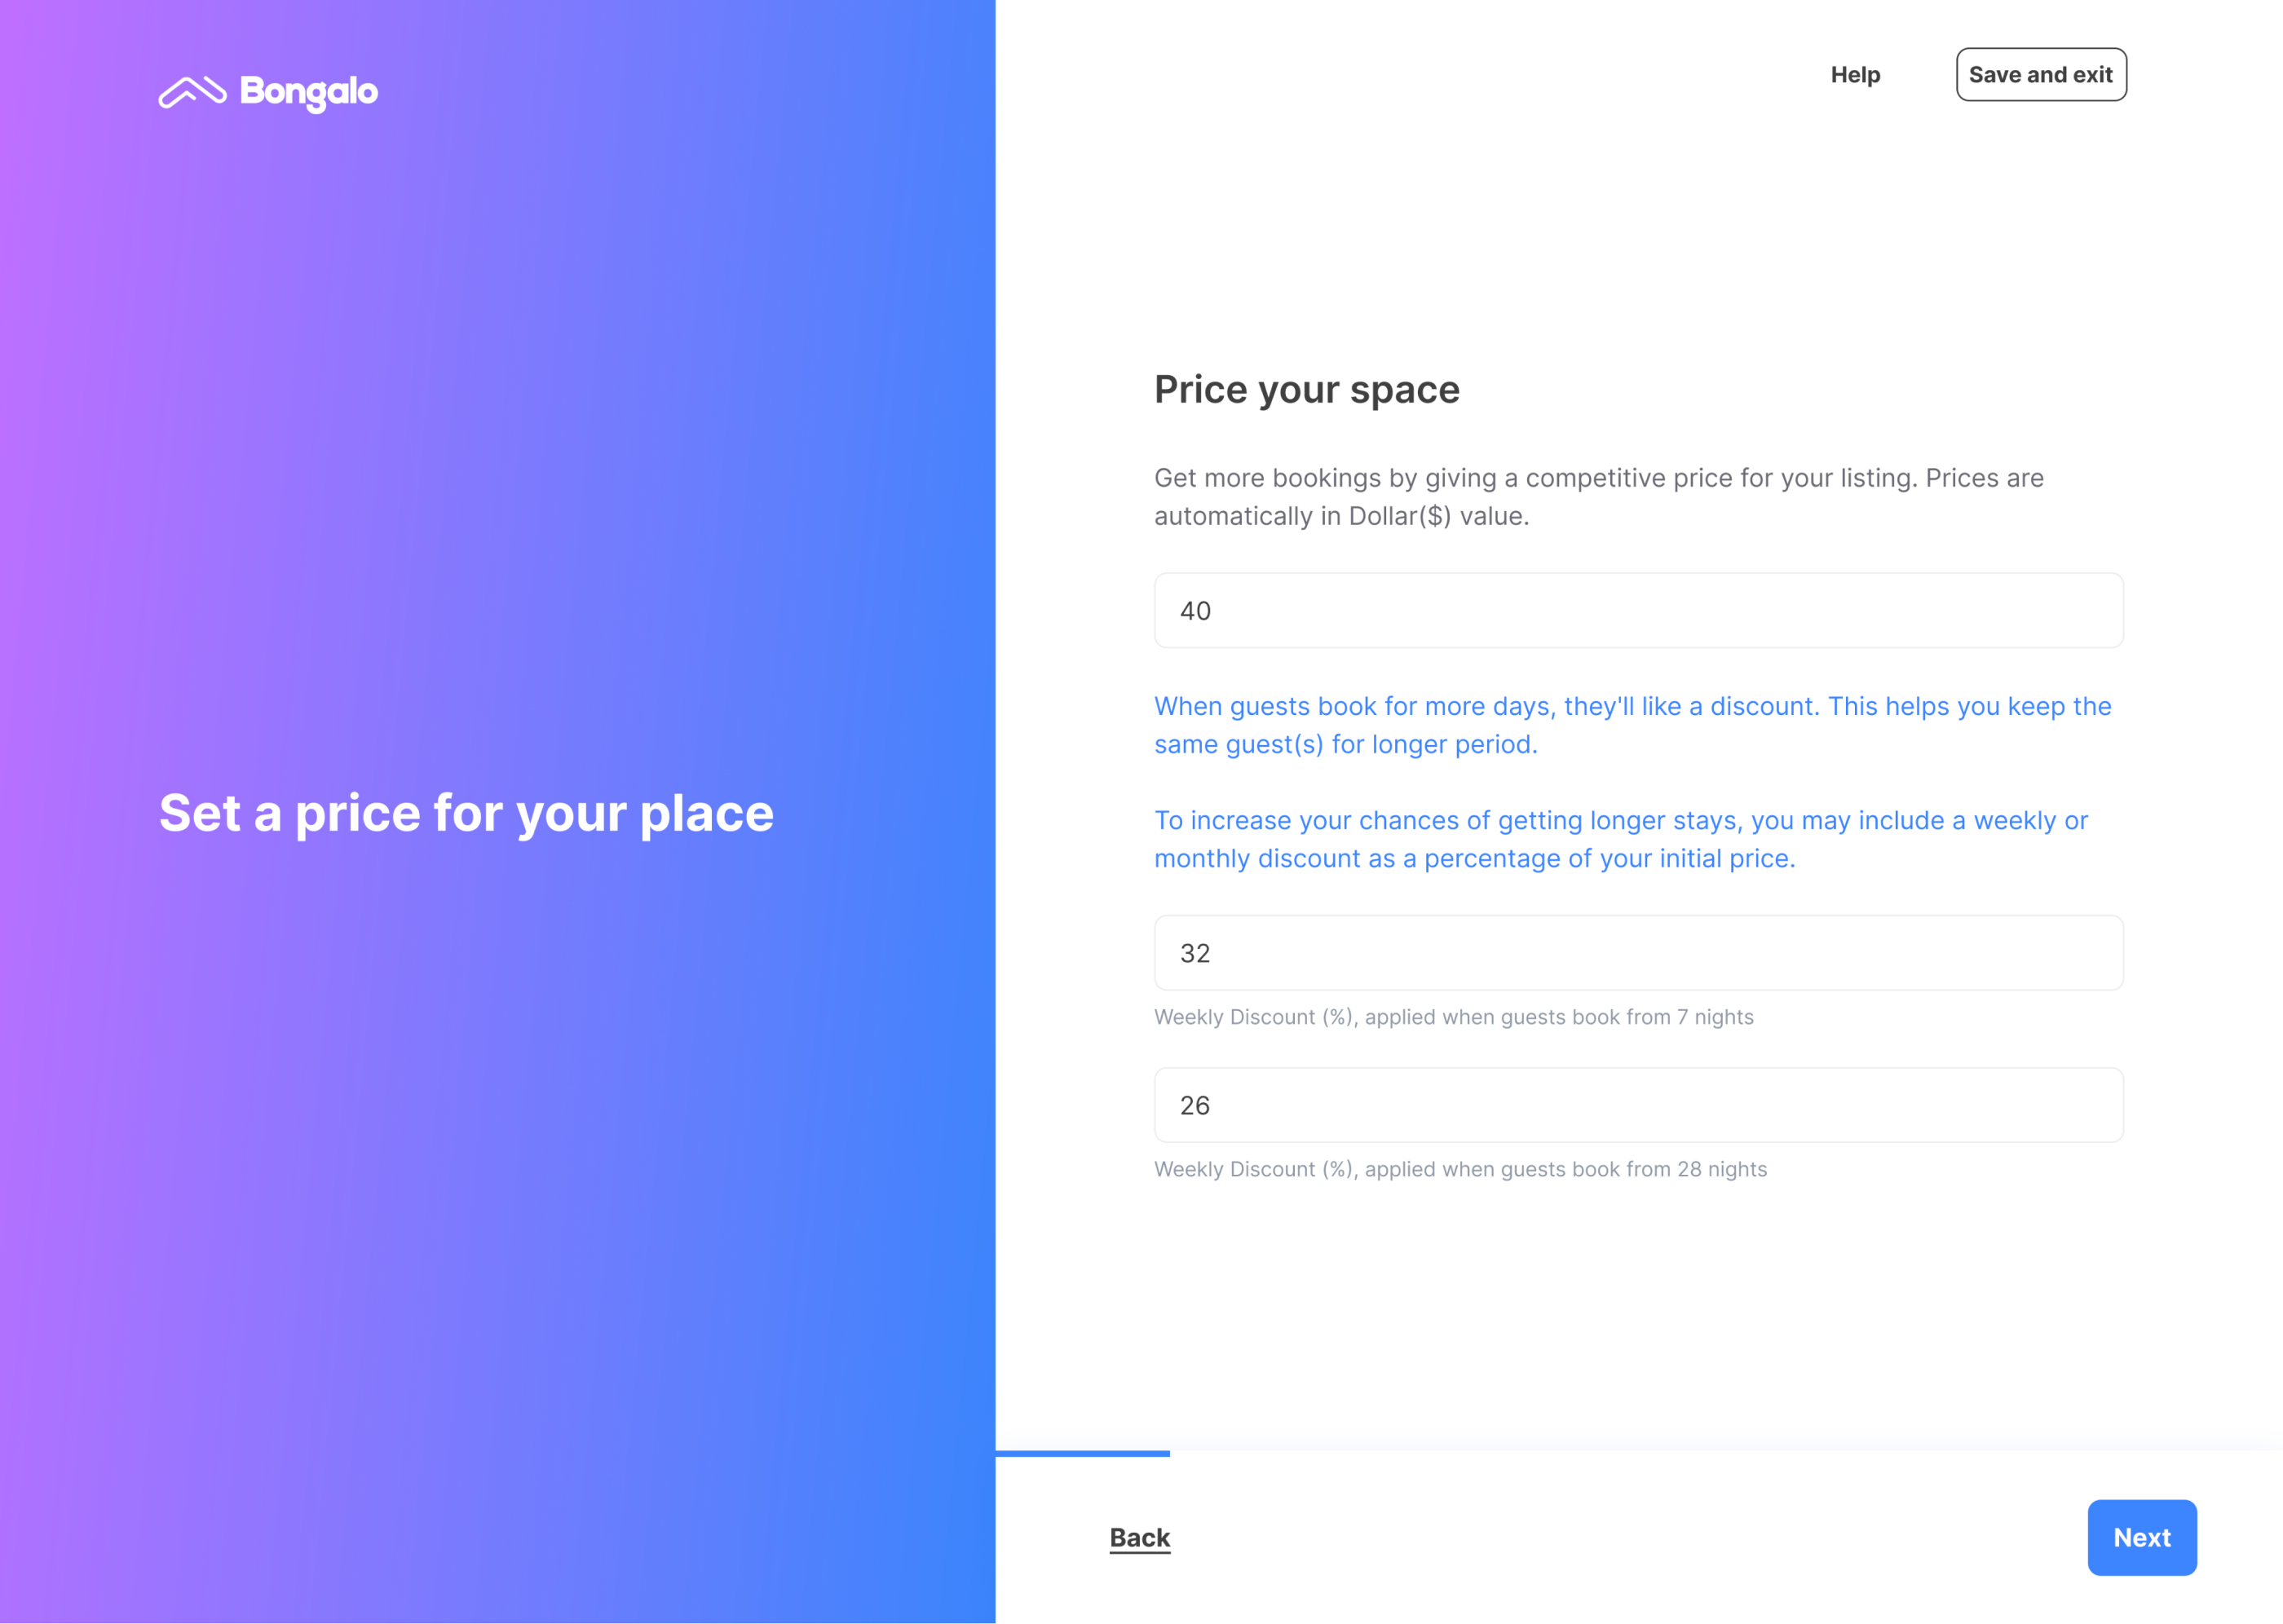 Bongalo
Help
Save and exit
Set a price for your place
Price your space
Get more bookings by giving a competitive price for your listing. Prices are
automatically in Dollar($) value.
40
When guests book for more days, they'll like a discount. This helps you keep the
same guest(s) for longer period.
To increase your chances of getting longer stays, you may include a weekly or
monthly discount as a percentage of your initial price.
32
Weekly Discount (%), applied when guests book from 7 nights
26
Weekly Discount (%), applied when guests book from 28 nights
Back
Next